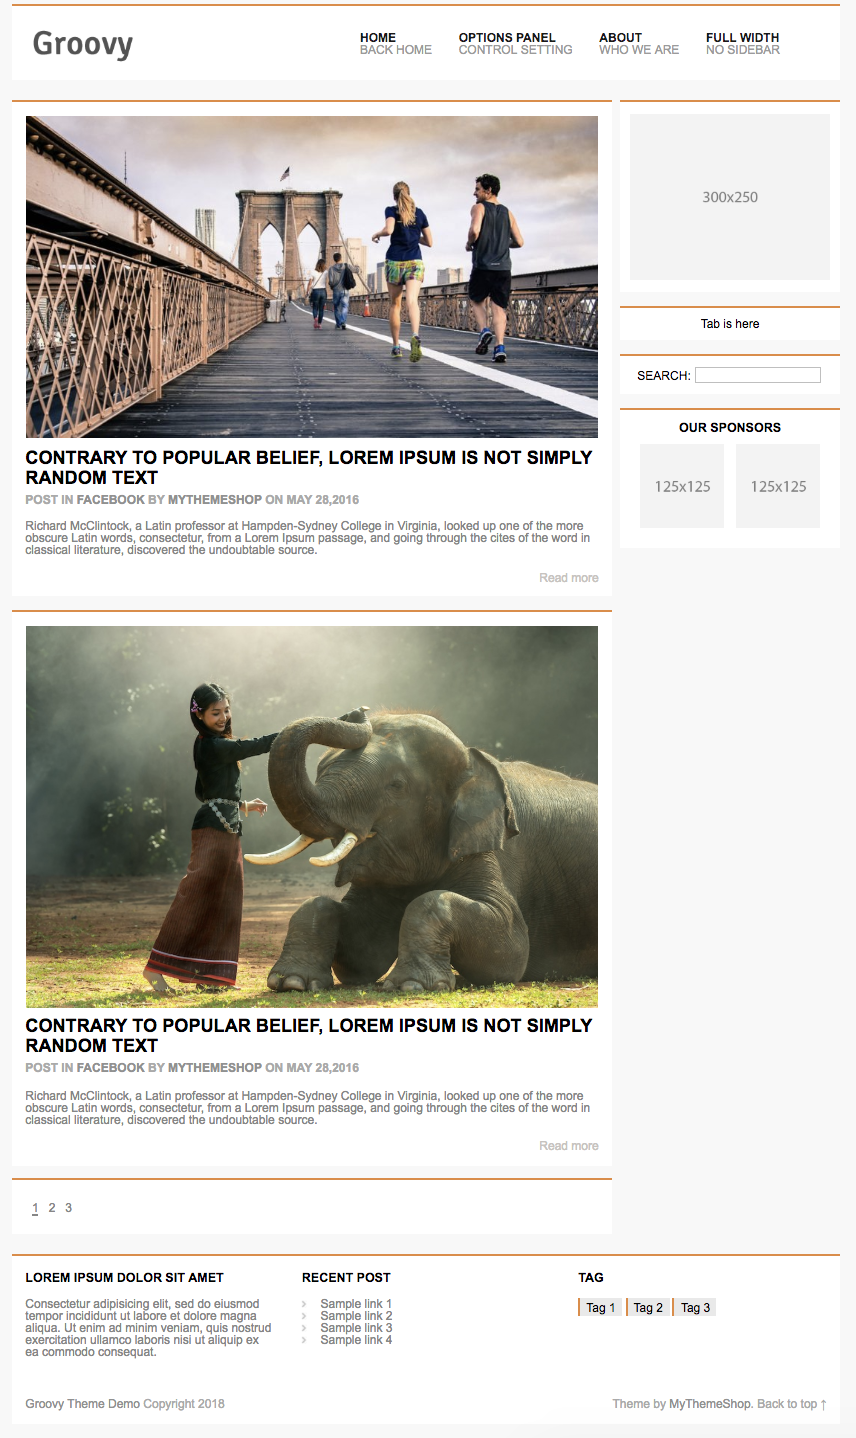 Groovy
HOME
BACK HOME
OPTIONS PANEL
CONTROL SETTING
ABOUT
WHO WE ARE
FULL WIDTH
NO SIDEBAR
CONTRARY TO POPULAR BELIEF, LOREM IPSUM IS NOT SIMPLY
RANDOM TEXT
POST IN FACEBOOK BY MYTHEMESHOP ON MAY 28,2016
Richard McClintock, a Latin professor at Hampden-Sydney College in Virginia, looked up one of the more
obscure Latin words, consectetur, from a Lorem Ipsum passage, and going through the cites of the word in
classical literature, discovered the undoubtable source.
Read more
CONTRARY TO POPULAR BELIEF, LOREM IPSUM IS NOT SIMPLY
RANDOM TEXT
POST IN FACEBOOK BY MYTHEMESHOP ON MAY 28,2016
Richard McClintock, a Latin professor at Hampden-Sydney College in Virginia, looked up one of the more
obscure Latin words, consectetur, from a Lorem Ipsum passage, and going through the cites of the word in
classical literature, discovered the undoubtable source.
Read more
1 2 3
300x250
Tab is here
SEARCH:
OUR SPONSORS
125x125 125x125
LOREM IPSUM DOLOR SIT AMET
Consectetur adipisicing elit, sed do eiusmod
tempor incididunt ut labore et dolore magna
aliqua. Ut enim ad minim veniam, quis nostrud
exercitation ullamco laboris nisi ut aliquip ex
ea commodo consequat.
RECENT POST
Sample link 1
Sample link 2
Sample link 3
Sample link 4
TAG
Tag 1 Tag 2 Tag 3
Groovy Theme Demo Copyright 2018
Theme by MyThemeShop. Back to top ↑